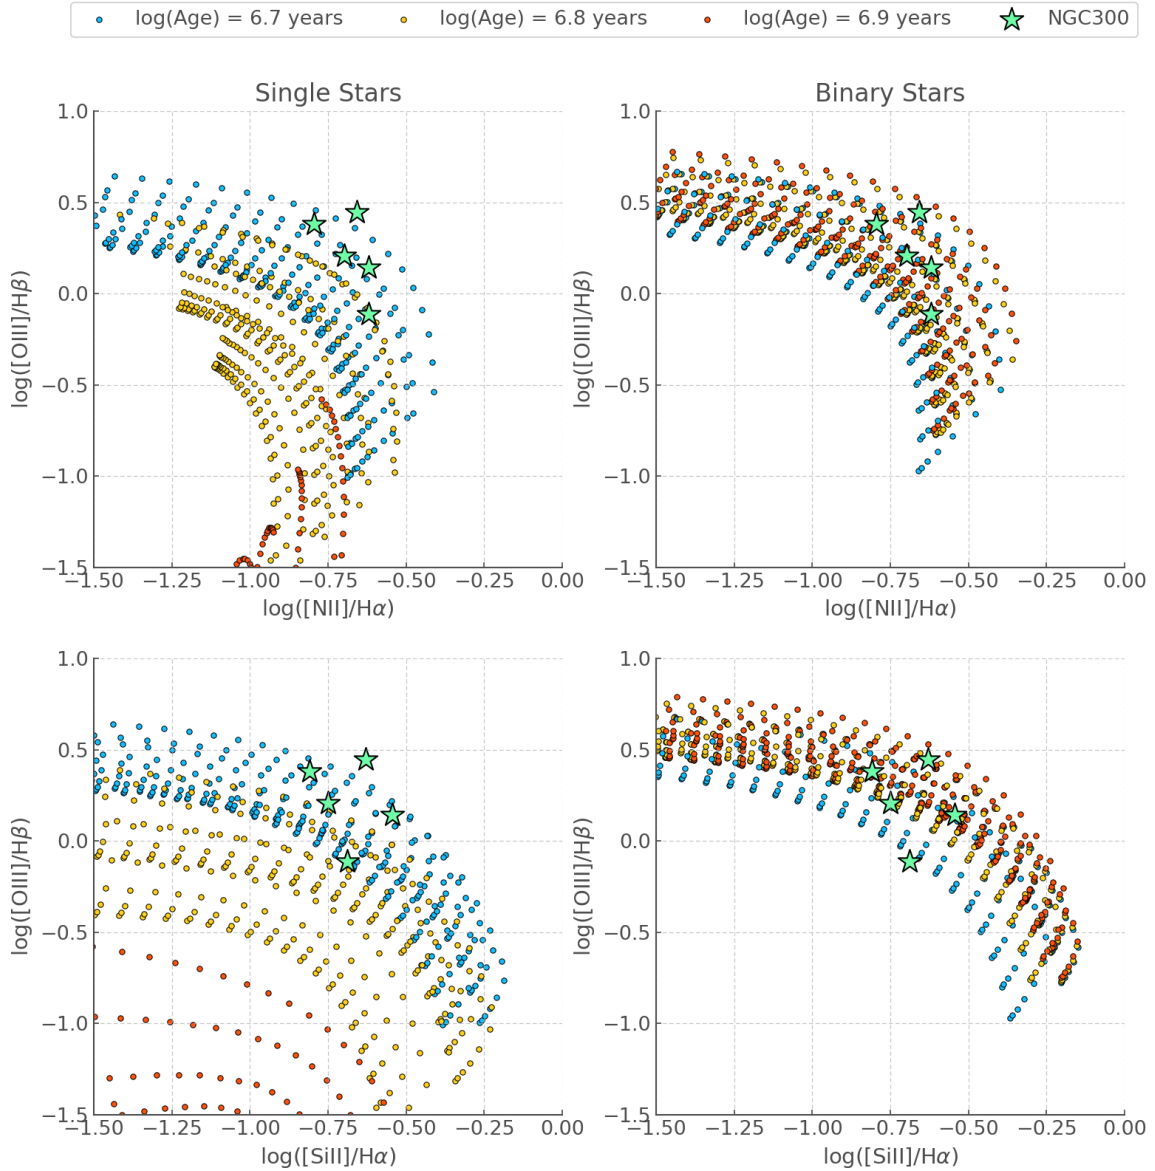 log(Age) = 6.7 years log(Age) = 6.8 years log(Age) = 6.9 years NGC300
Single Stars Binary Stars
1.0 1.0
0.5 0.5
0.0 0.0
−0.5 −0.5
−1.0 −1.0
−1.5 −1.5
log([OIII]/Hβ) log([OIII]/Hβ)
−1.50 −1.25 −1.00 −0.75 −0.50 −0.25 0.00 −1.50 −1.25 −1.00 −0.75 −0.50 −0.25 0.00
log([NII]/Hα) log([NII]/Hα)
1.0 1.0
0.5 0.5
0.0 0.0
−0.5 −0.5
−1.0 −1.0
−1.5 −1.5
log([OIII]/Hβ) log([OIII]/Hβ)
−1.50 −1.25 −1.00 −0.75 −0.50 −0.25 0.00 −1.50 −1.25 −1.00 −0.75 −0.50 −0.25 0.00
log([SiII]/Hα) log([SiII]/Hα)